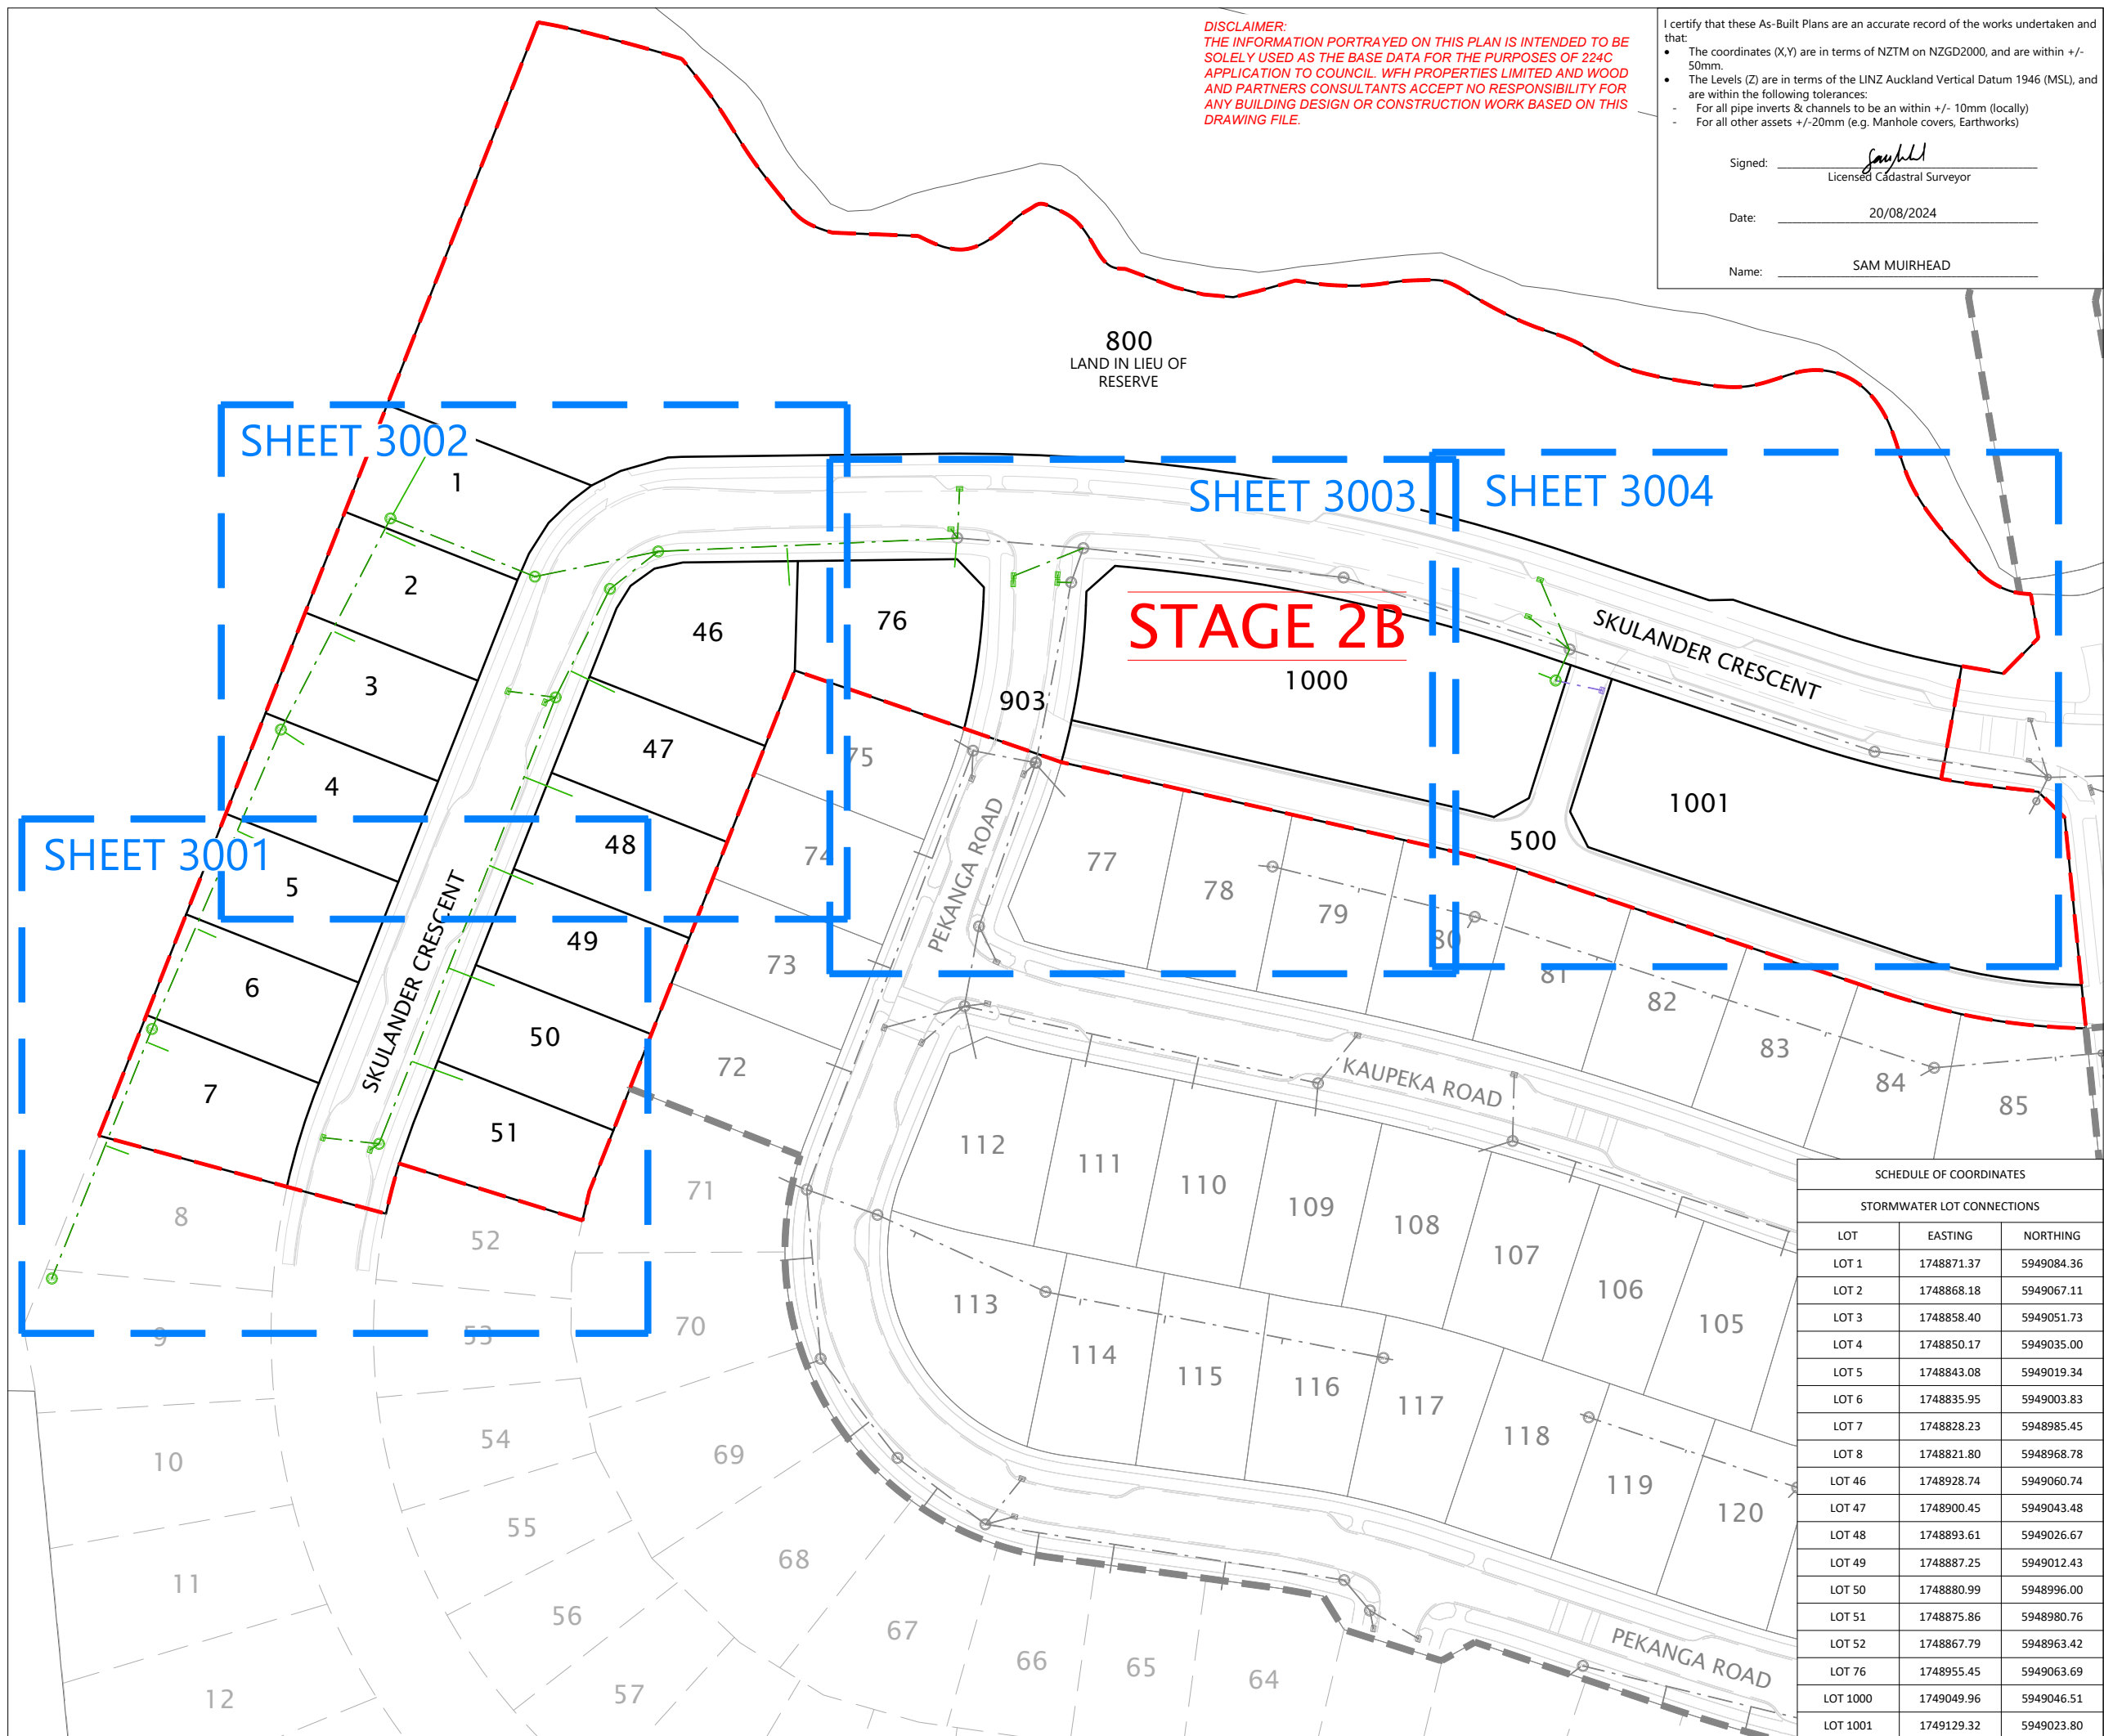 DISCLAIMER:
THE INFORMATION PORTRAYED ON THIS PLAN IS INTENDED TO BE
SOLELY USED AS THE BASE DATA FOR THE PURPOSES OF 224C
APPLICATION TO COUNCIL. WFH PROPERTIES LIMITED AND WOOD
AND PARTNERS CONSULTANTS ACCEPT NO RESPONSIBILITY FOR
ANY BUILDING DESIGN OR CONSTRUCTION WORK BASED ON THIS
DRAWING FILE.
I certify that these As-Built Plans are an accurate record of the works undertaken and
that:
• The coordinates (X,Y) are in terms of NZTM on NZGD2000, and are within +/-
50mm.
• The Levels (Z) are in terms of the LINZ Auckland Vertical Datum 1946 (MSL), and
are within the following tolerances:
- For all pipe inverts & channels to be an within +/- 10mm (locally)
- For all other assets +/-20mm (e.g. Manhole covers, Earthworks)
Signed:
Licensed Cadastral Surveyor
Date: 20/08/2024
Name: SAM MUIRHEAD
800
LAND IN LIEU OF
RESERVE
SHEET 3002
SHEET 3003
SHEET 3004
SHEET 3001
STAGE 2B
1
2
3
4
5
6
7
46
47
48
49
50
51
76
903
1000
1001
500
SKULANDER CRESCENT
SKULANDER CRESCENT
PEKANGA ROAD
KAUPEKA ROAD
PEKANGA ROAD
75
74
73
72
71
70
69
68
67
66
65
64
77
78
79
80
81
82
83
84
85
112
111
110
109
108
107
106
105
113
114
115
116
117
118
119
120
8
9
10
11
12
52
53
54
55
56
57
SCHEDULE OF COORDINATES
STORMWATER LOT CONNECTIONS
LOT EASTING NORTHING
LOT 1 1748871.37 5949084.36
LOT 2 1748868.18 5949067.11
LOT 3 1748858.40 5949051.73
LOT 4 1748850.17 5949035.00
LOT 5 1748843.08 5949019.34
LOT 6 1748835.95 5949003.83
LOT 7 1748828.23 5948985.45
LOT 8 1748821.80 5948968.78
LOT 46 1748928.74 5949060.74
LOT 47 1748900.45 5949043.48
LOT 48 1748893.61 5949026.67
LOT 49 1748887.25 5949012.43
LOT 50 1748880.99 5948996.00
LOT 51 1748875.86 5948980.76
LOT 52 1748867.79 5948963.42
LOT 76 1748955.45 5949063.69
LOT 1000 1749049.96 5949046.51
LOT 1001 1749129.32 5949023.80